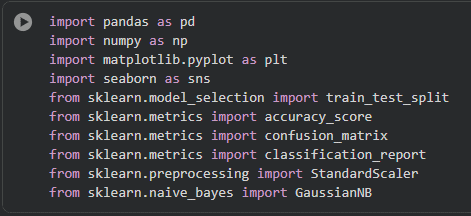 import pandas as pd
import numpy as np
import matplotlib.pyplot as plt
import seaborn as sns
from sklearn.model_selection import train_test_split
from sklearn.metrics import accuracy_score
from sklearn.metrics import confusion_matrix
from sklearn.metrics import classification_report
from sklearn.preprocessing import StandardScaler
from sklearn.naive_bayes import GaussianNB